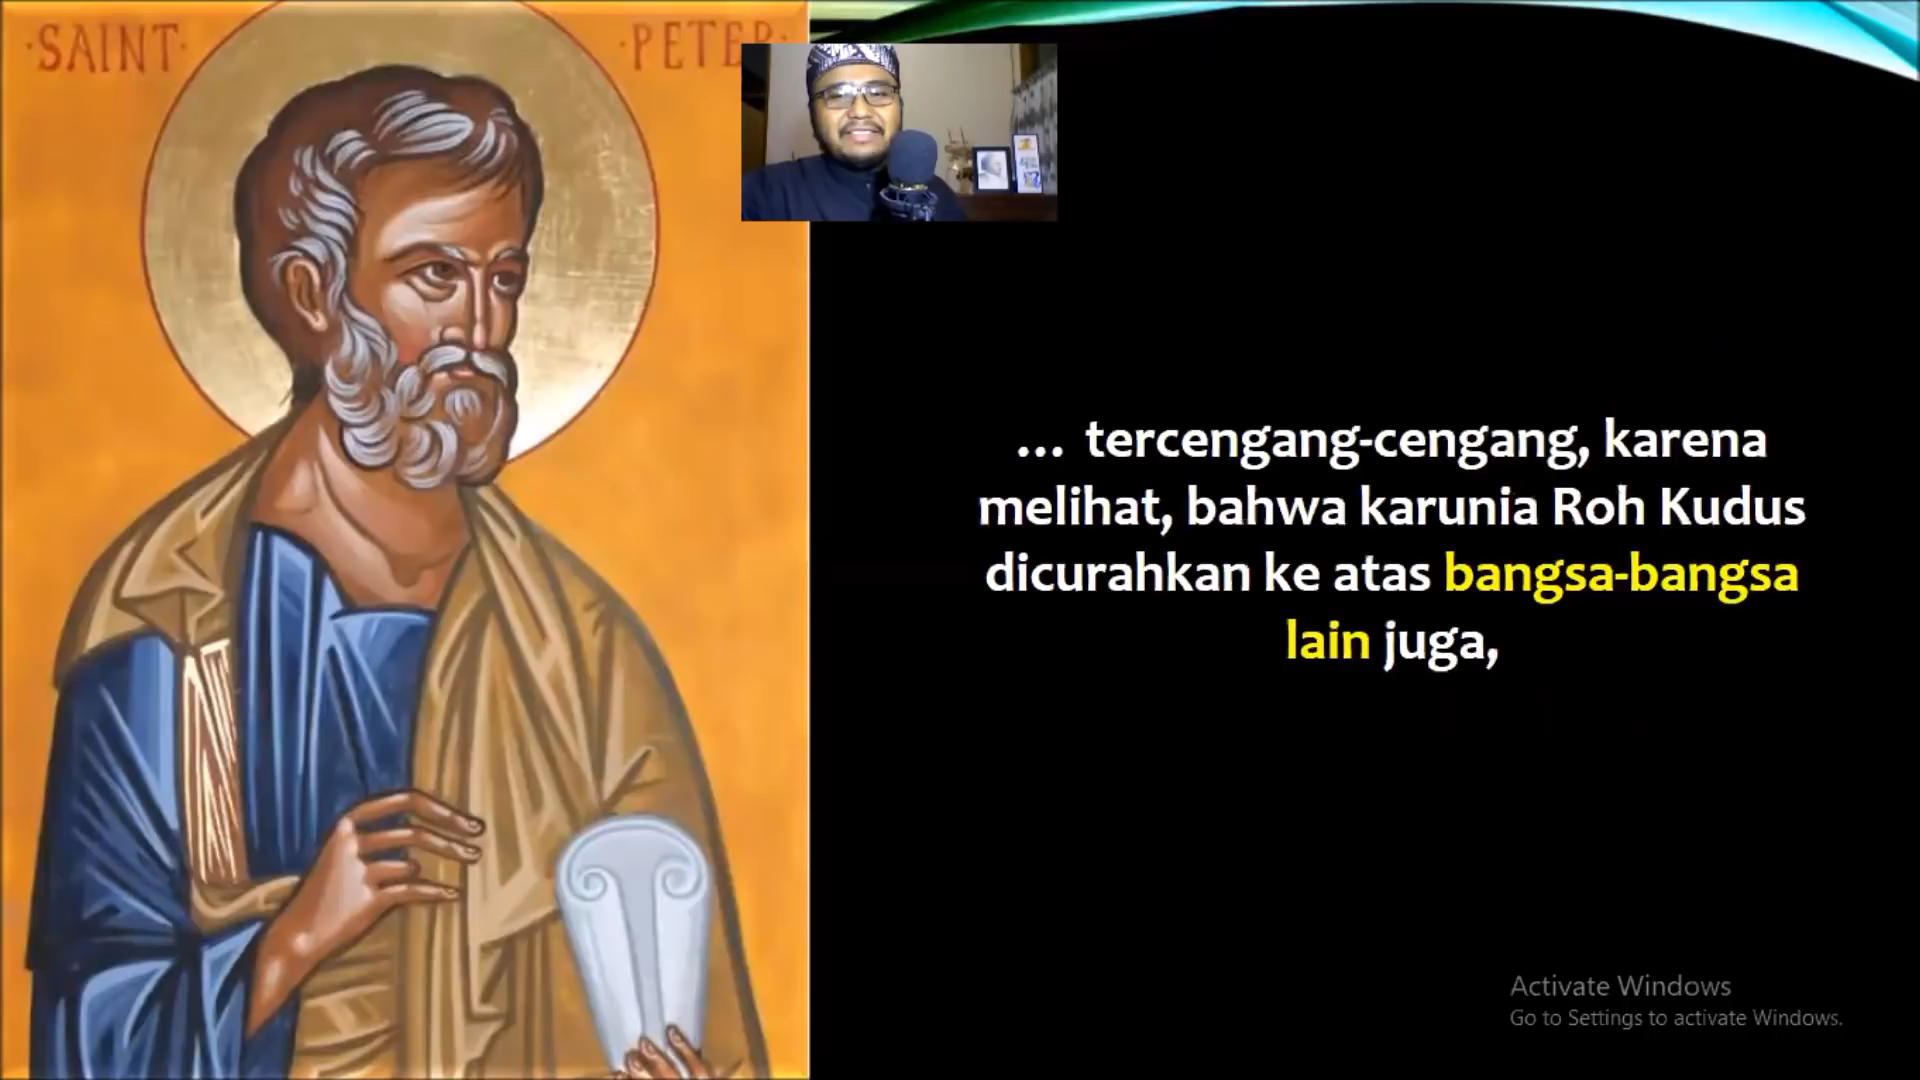 ·SAINT·
·PETER·
... tercengang-cengang, karena
melihat, bahwa karunia Roh Kudus
dicurahkan ke atas bangsa-bangsa
lain juga,
Activate Windows
Go to Settings to activate Windows.